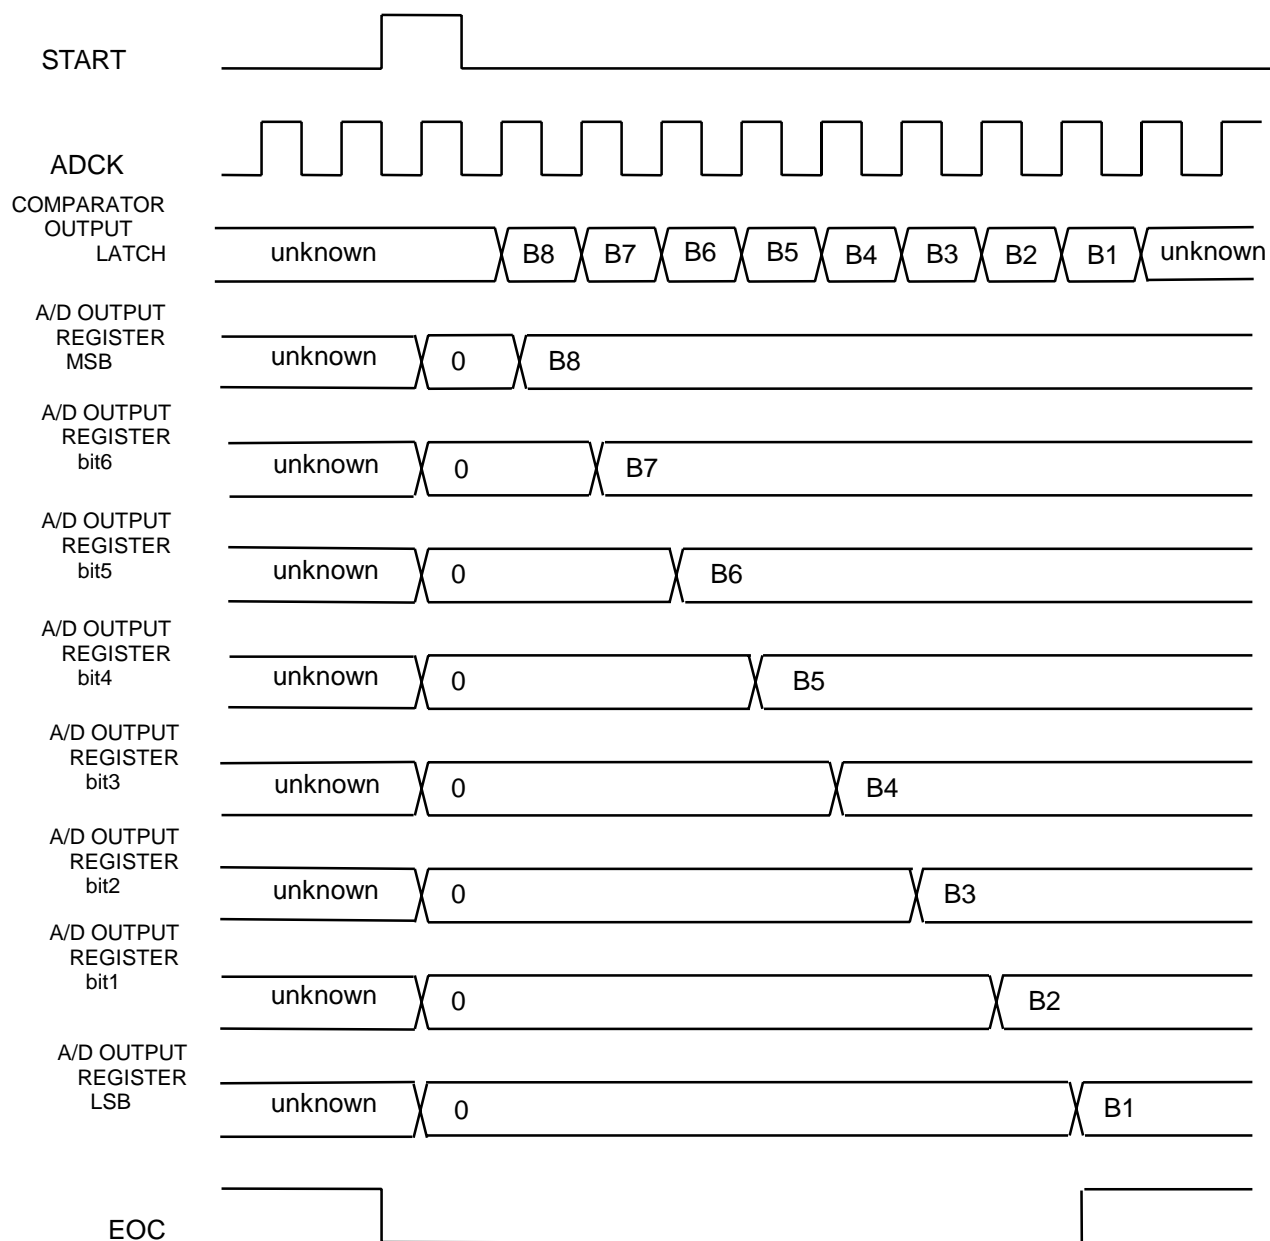 START
ADCK
COMPARATOR
OUTPUT
LATCH
unknown B8 B7 B6 B5 B4 B3 B2 B1 unknown
A/D OUTPUT
REGISTER
MSB
unknown 0 B8
A/D OUTPUT
REGISTER
bit6
unknown 0 B7
A/D OUTPUT
REGISTER
bit5
unknown 0 B6
A/D OUTPUT
REGISTER
bit4
unknown 0 B5
A/D OUTPUT
REGISTER
bit3
unknown 0 B4
A/D OUTPUT
REGISTER
bit2
unknown 0 B3
A/D OUTPUT
REGISTER
bit1
unknown 0 B2
A/D OUTPUT
REGISTER
LSB
unknown 0 B1
EOC